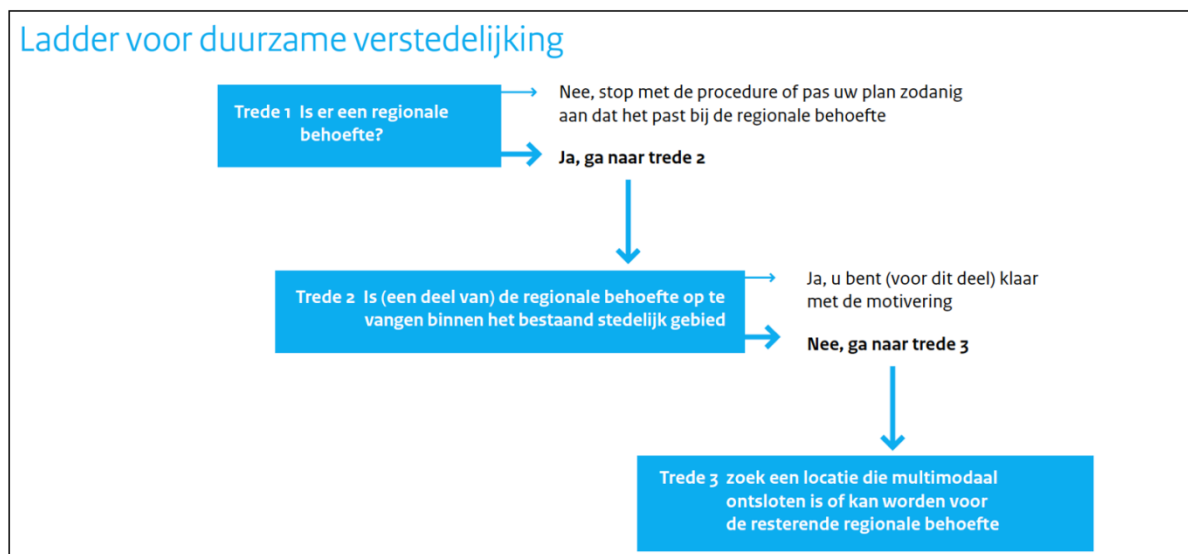 Ladder voor duurzame verstedelijking
Trede 1 Is er een regionale
behoefte?
Nee, stop met de procedure of pas uw plan zodanig
aan dat het past bij de regionale behoefte
Ja, ga naar trede 2
Trede 2 Is (een deel van) de regionale behoefte op te
vangen binnen het bestaand stedelijk gebied
Ja, u bent (voor dit deel) klaar
met de motivering
Nee, ga naar trede 3
Trede 3 zoek een locatie die multimodaal
ontsloten is of kan worden voor
de resterende regionale behoefte